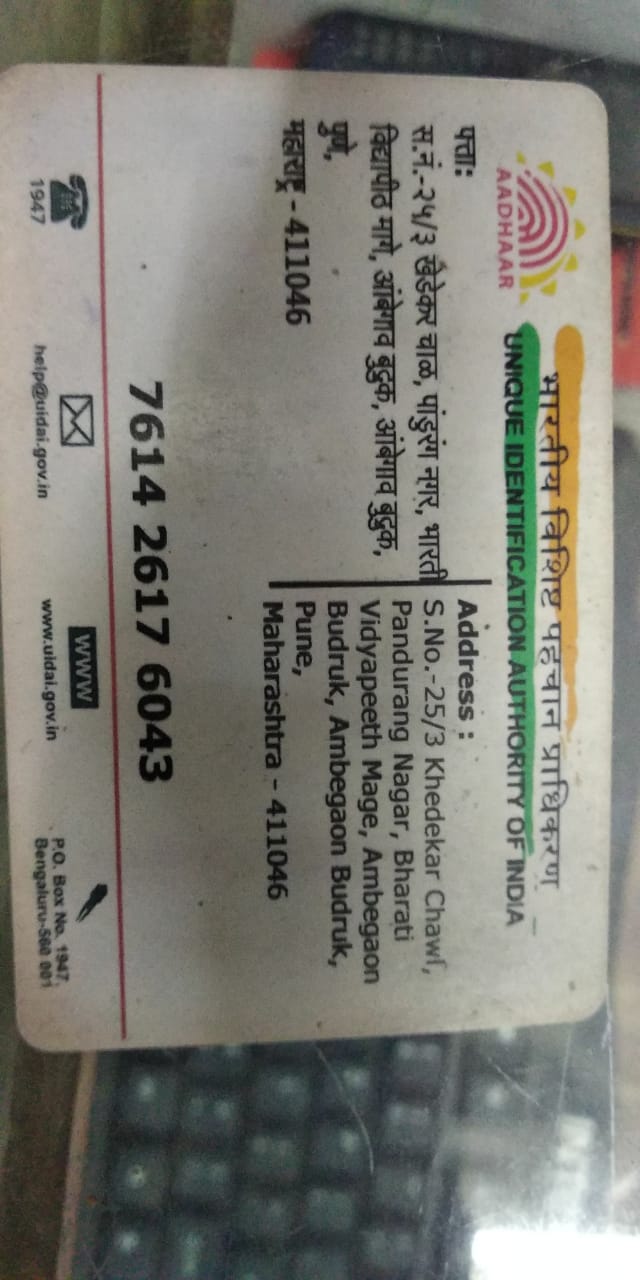 भारतीय विशिष्ट पहचान प्राधिकरण
UNIQUE IDENTIFICATION AUTHORITY OF INDIA
AADHAAR
पत्ता:
स.नं.-२५/३ खेडेकर चाळ, पांडुरंग नगर, भारती
विद्यापीठ मागे, आंबेगाव बुद्रुक, आंबेगाव बुद्रुक,
पुणे,
महाराष्ट्र - 411046
Address :
S.No.-25/3 Khedekar Chawl,
Pandurang Nagar, Bharati
Vidyapeeth Mage, Ambegaon
Budruk, Ambegaon Budruk,
Pune,
Maharashtra - 411046
7614 2617 6043
1947
help@uidai.gov.in
WWW
www.uidai.gov.in
P.O. Box No. 1947,
Bengaluru-560 001